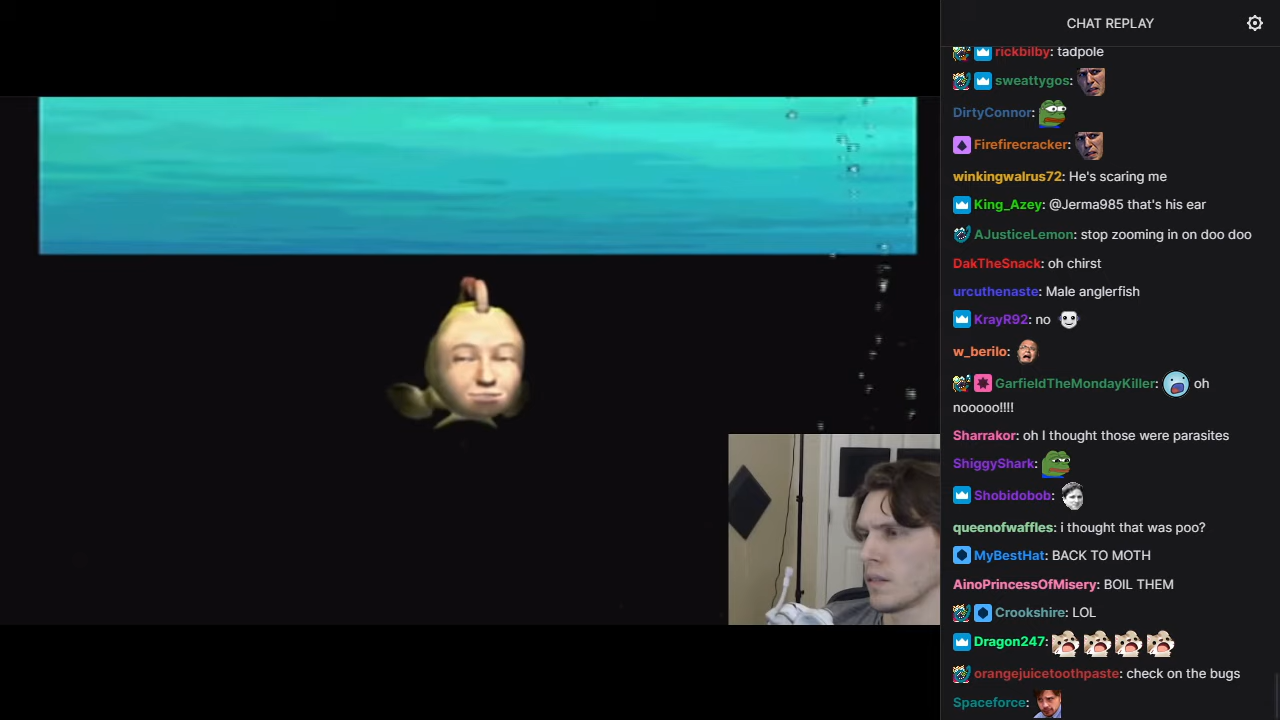 CHAT REPLAY
rickbilby: tadpole
sweattygos:
DirtyConnor:
Firefirecracker:
winkingwalrus72: He's scaring me
King_Azey: @Jerma985 that's his ear
AJusticeLemon: stop zooming in on doo doo
DakTheSnack: oh chirst
urcuthenaste: Male anglerfish
KrayR92: no
w_berilo:
GarfieldTheMondayKiller: oh
nooooo!!!!
Sharrakor: oh I thought those were parasites
ShiggyShark:
Shobidobob:
queenofwaffles: i thought that was poo?
MyBestHat: BACK TO MOTH
AinoPrincessOfMisery: BOIL THEM
Crookshire: LOL
Dragon247:
orangejuicetoothpaste: check on the bugs
Spaceforce: